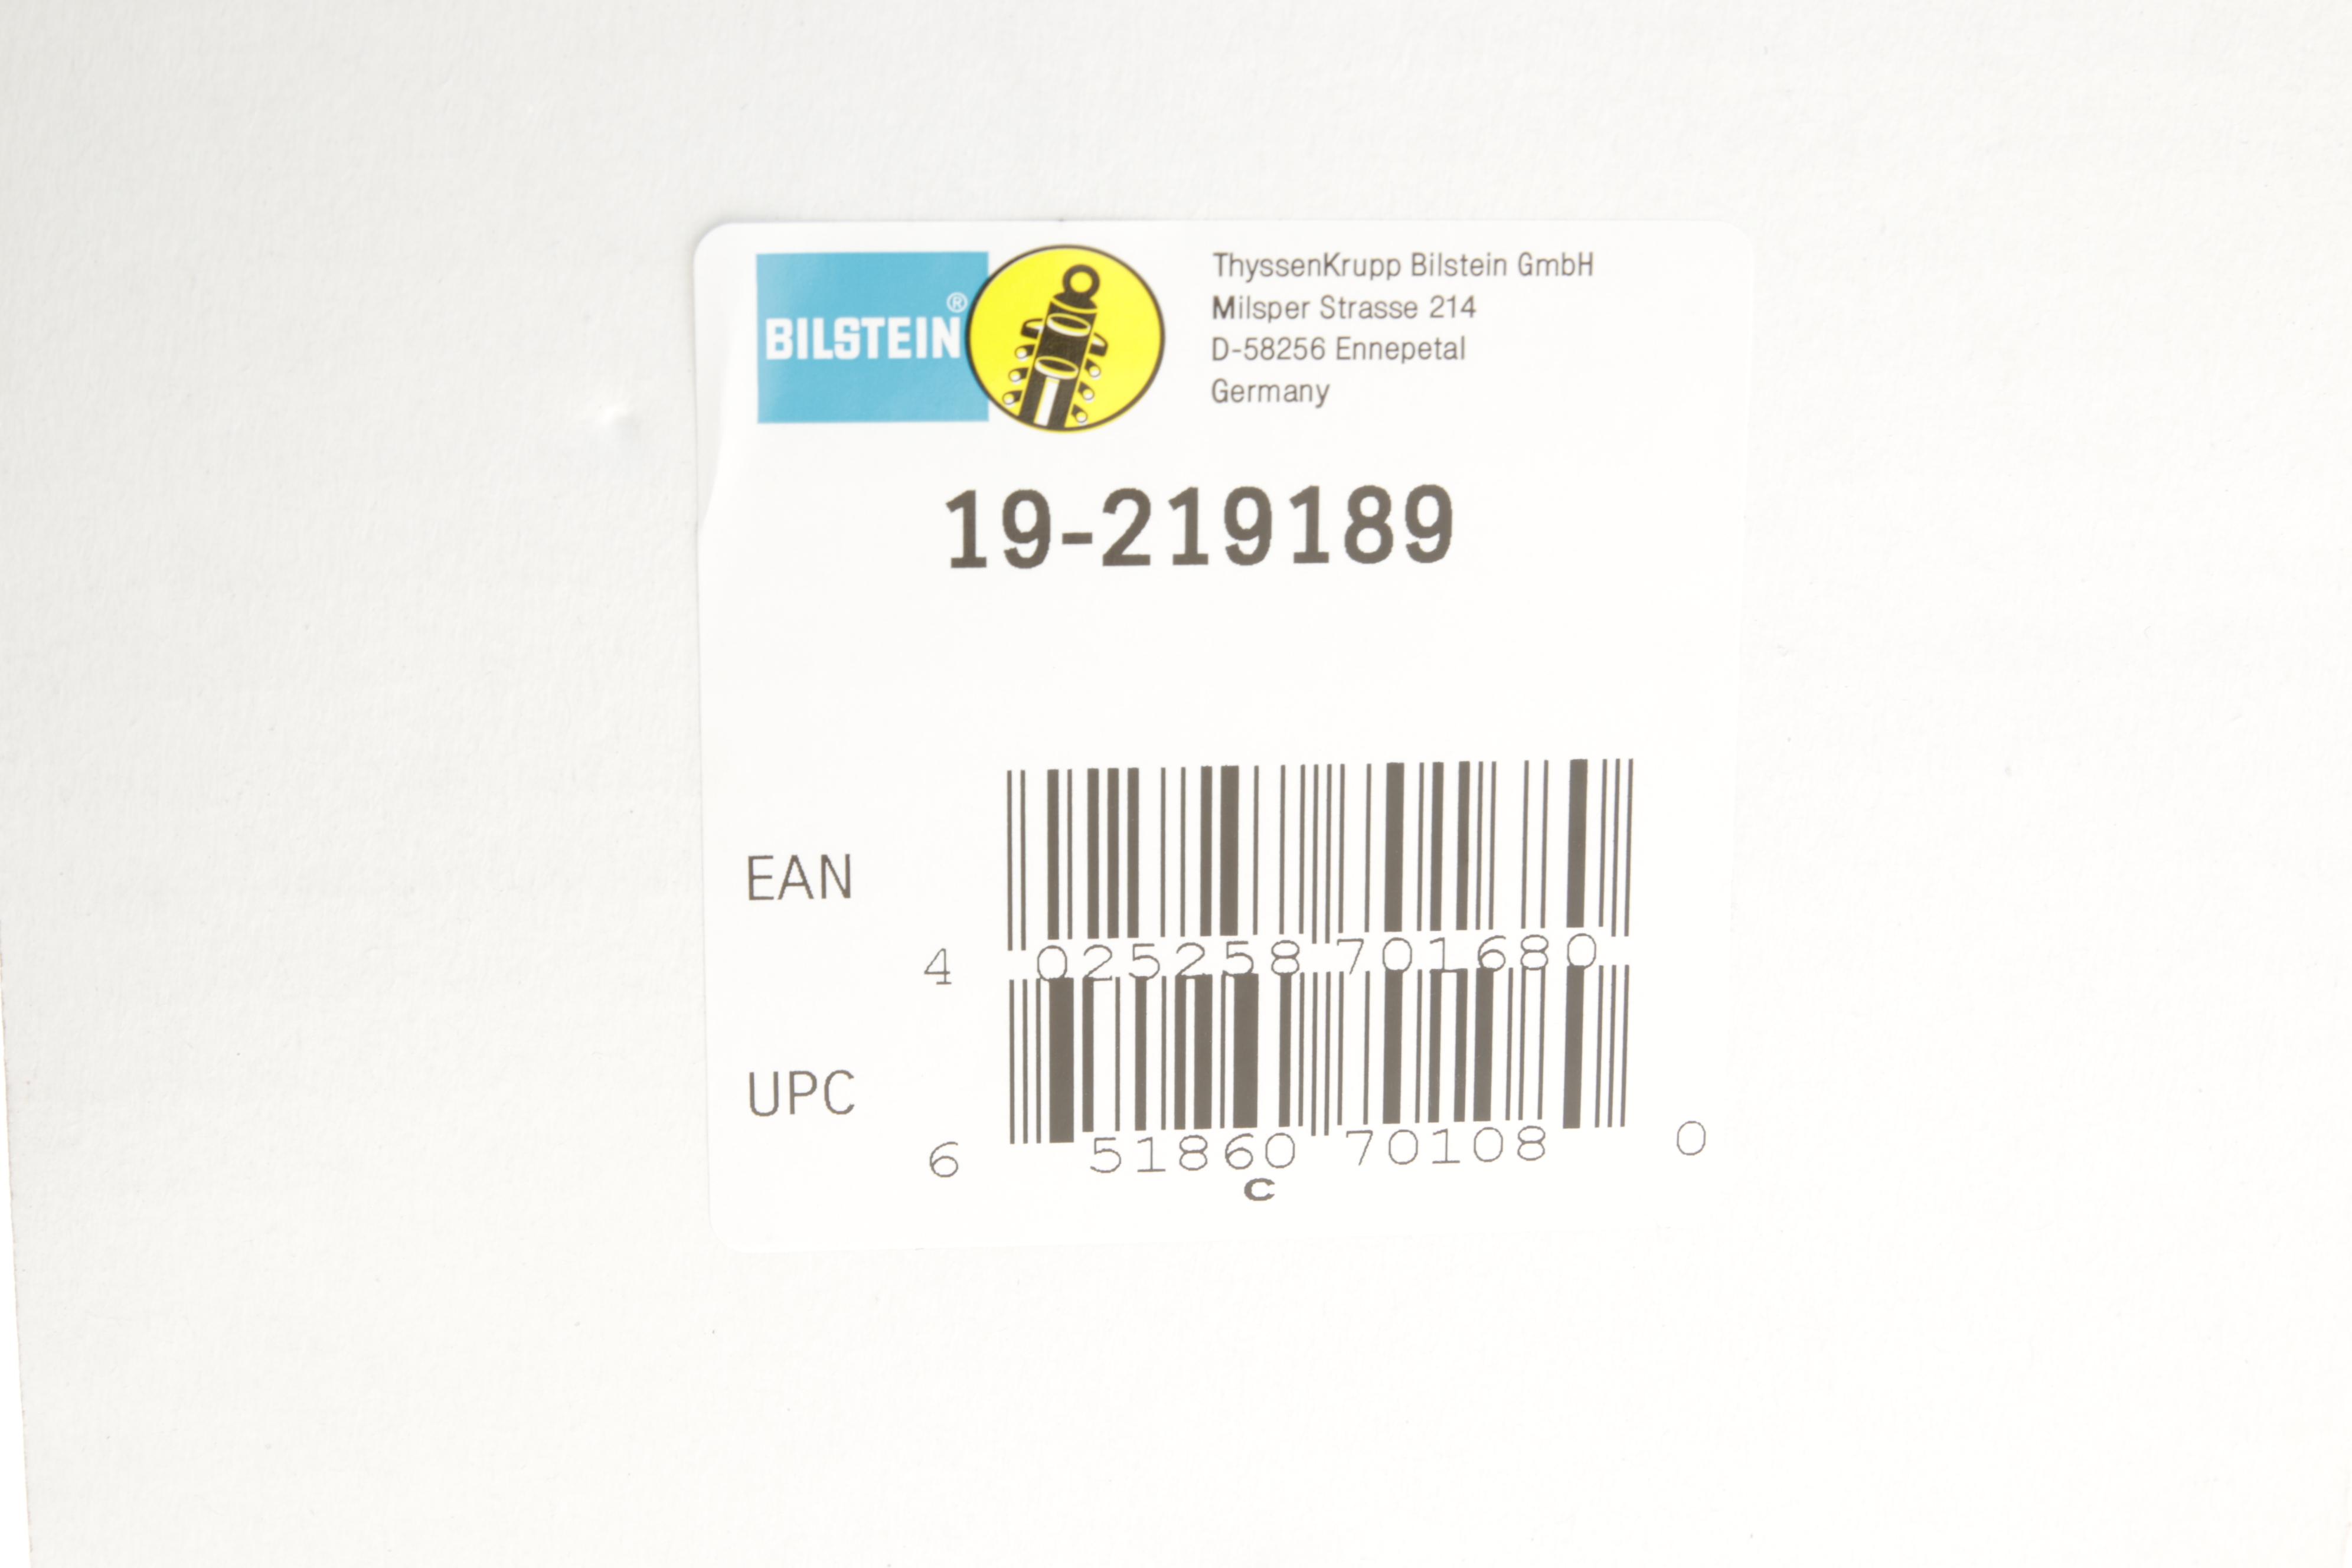 BILSTEIN®
ThyssenKrupp Bilstein GmbH
Milsper Strasse 214
D-58256 Ennepetal
Germany
19-219189
EAN
4 025258 701680
UPC
6 51860 70108 0
C